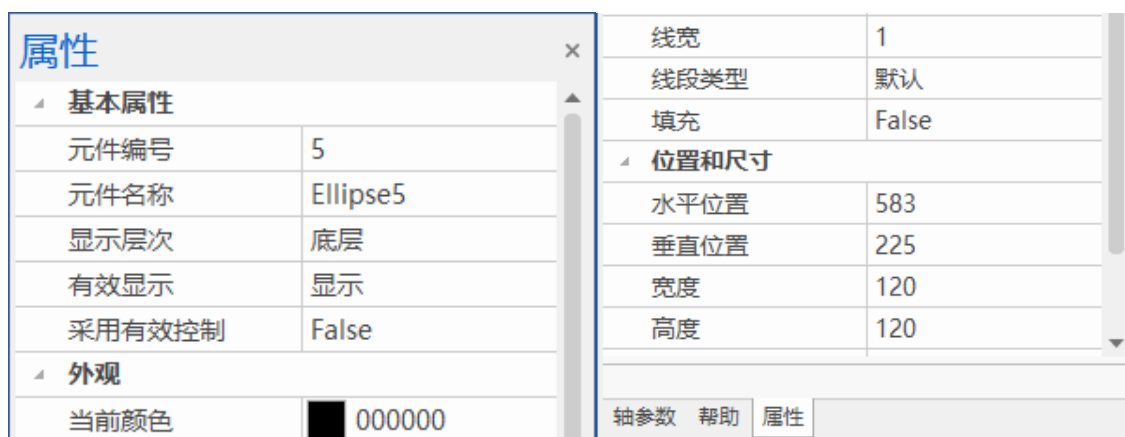 属性
×
基本属性
元件编号 5
元件名称 Ellipse5
显示层次 底层
有效显示 显示
采用有效控制 False
外观
当前颜色 000000
线宽 1
线段类型 默认
填充 False
位置和尺寸
水平位置 583
垂直位置 225
宽度 120
高度 120
轴参数 帮助 属性